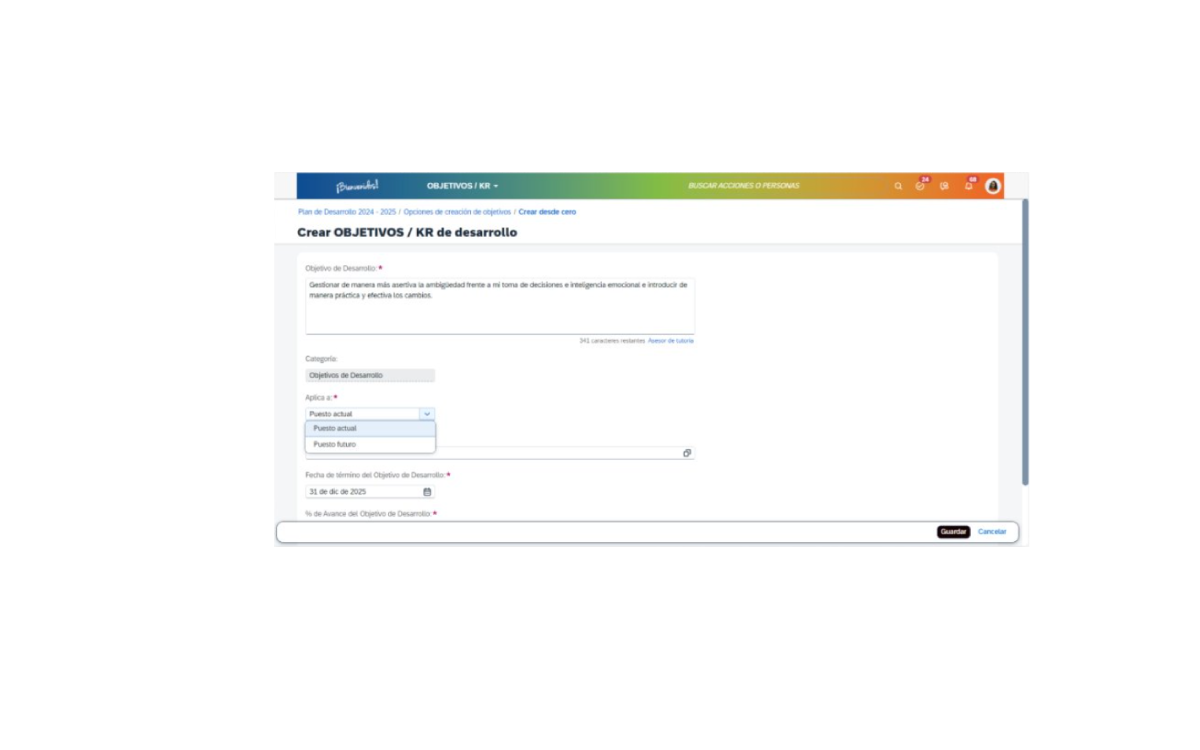 ¡Bienvenidos!
OBJETIVOS / KR
BUSCAR ACCIONES O PERSONAS
24
68
Plan de Desarrollo 2024 - 2025 / Opciones de creación de objetivos / Crear desde cero
Crear OBJETIVOS / KR de desarrollo
Objetivo de Desarrollo: *
Gestionar de manera más asertiva la ambigüedad frente a mi toma de decisiones e inteligencia emocional e introducir de
manera práctica y efectiva los cambios.
341 caracteres restantes Asesor de tutoría
Categoría:
Objetivos de Desarrollo
Aplica a: *
Puesto actual
Puesto actual
Puesto futuro
Fecha de término del Objetivo de Desarrollo: *
31 de dic de 2025
% de Avance del Objetivo de Desarrollo: *
Guardar Cancelar